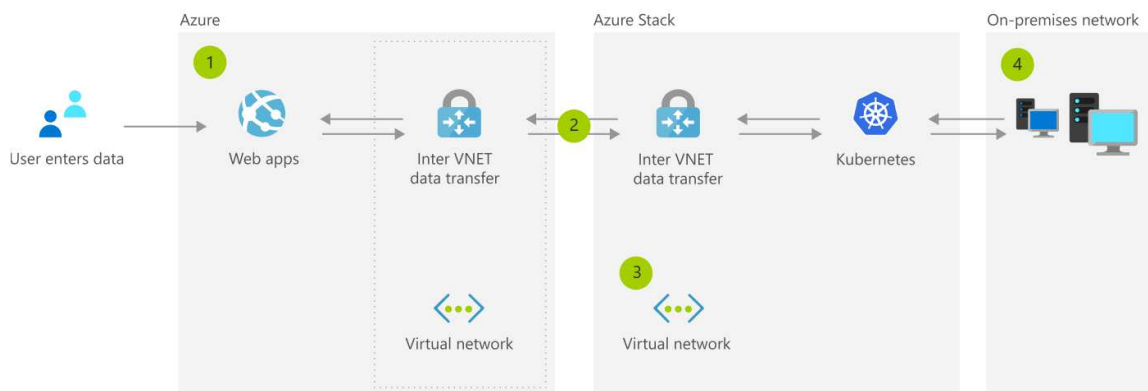 Azure
Azure Stack
On-premises network
1
4
2
User enters data
Web apps
Inter VNET
data transfer
Inter VNET
data transfer
Kubernetes
3
Virtual network
Virtual network